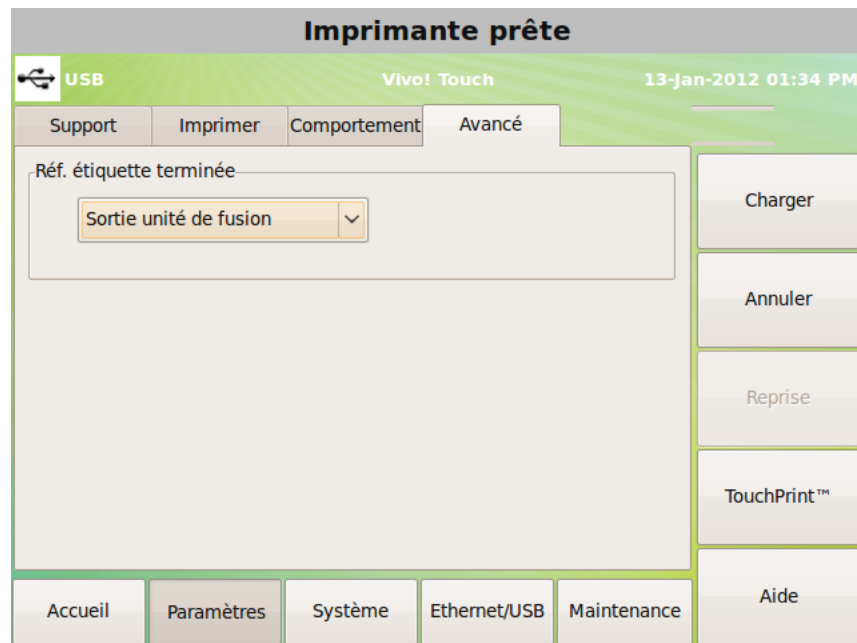 Imprimante prête
USB Vivo! Touch 13-Jan-2012 01:34 PM
Support Imprimer Comportement Avancé
Réf. étiquette terminée
Sortie unité de fusion
Charger
Annuler
Reprise
TouchPrint™
Aide
Accueil Paramètres Système Ethernet/USB Maintenance